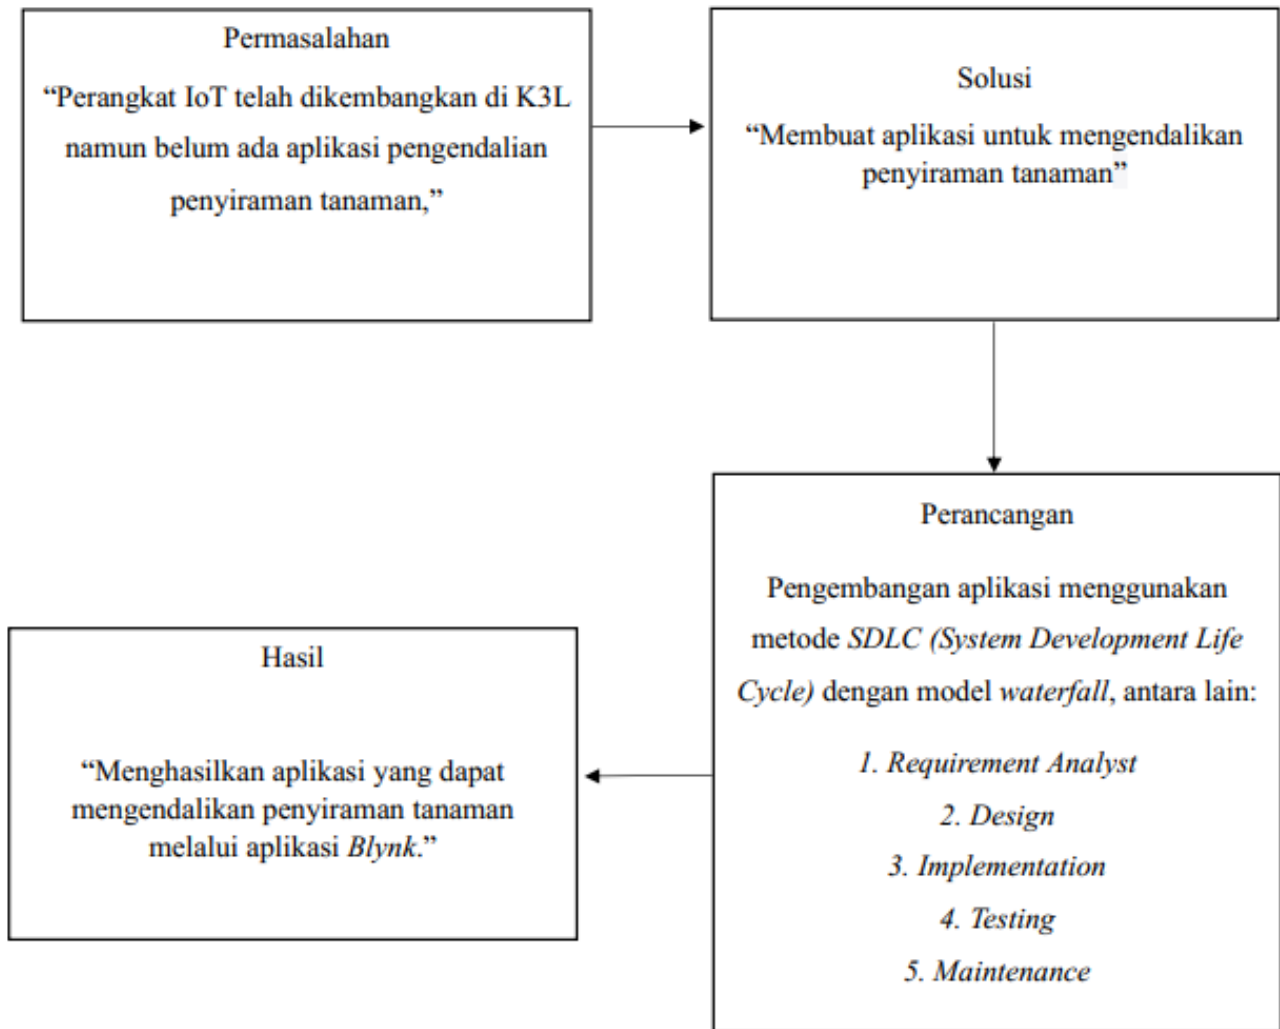 Permasalahan
“Perangkat IoT telah dikembangkan di K3L
namun belum ada aplikasi pengendalian
penyiraman tanaman,”
Solusi
“Membuat aplikasi untuk mengendalikan
penyiraman tanaman”
Perancangan
Pengembangan aplikasi menggunakan
metode SDLC (System Development Life
Cycle) dengan model waterfall, antara lain:
1. Requirement Analyst
2. Design
3. Implementation
4. Testing
5. Maintenance
Hasil
“Menghasilkan aplikasi yang dapat
mengendalikan penyiraman tanaman
melalui aplikasi Blynk.”